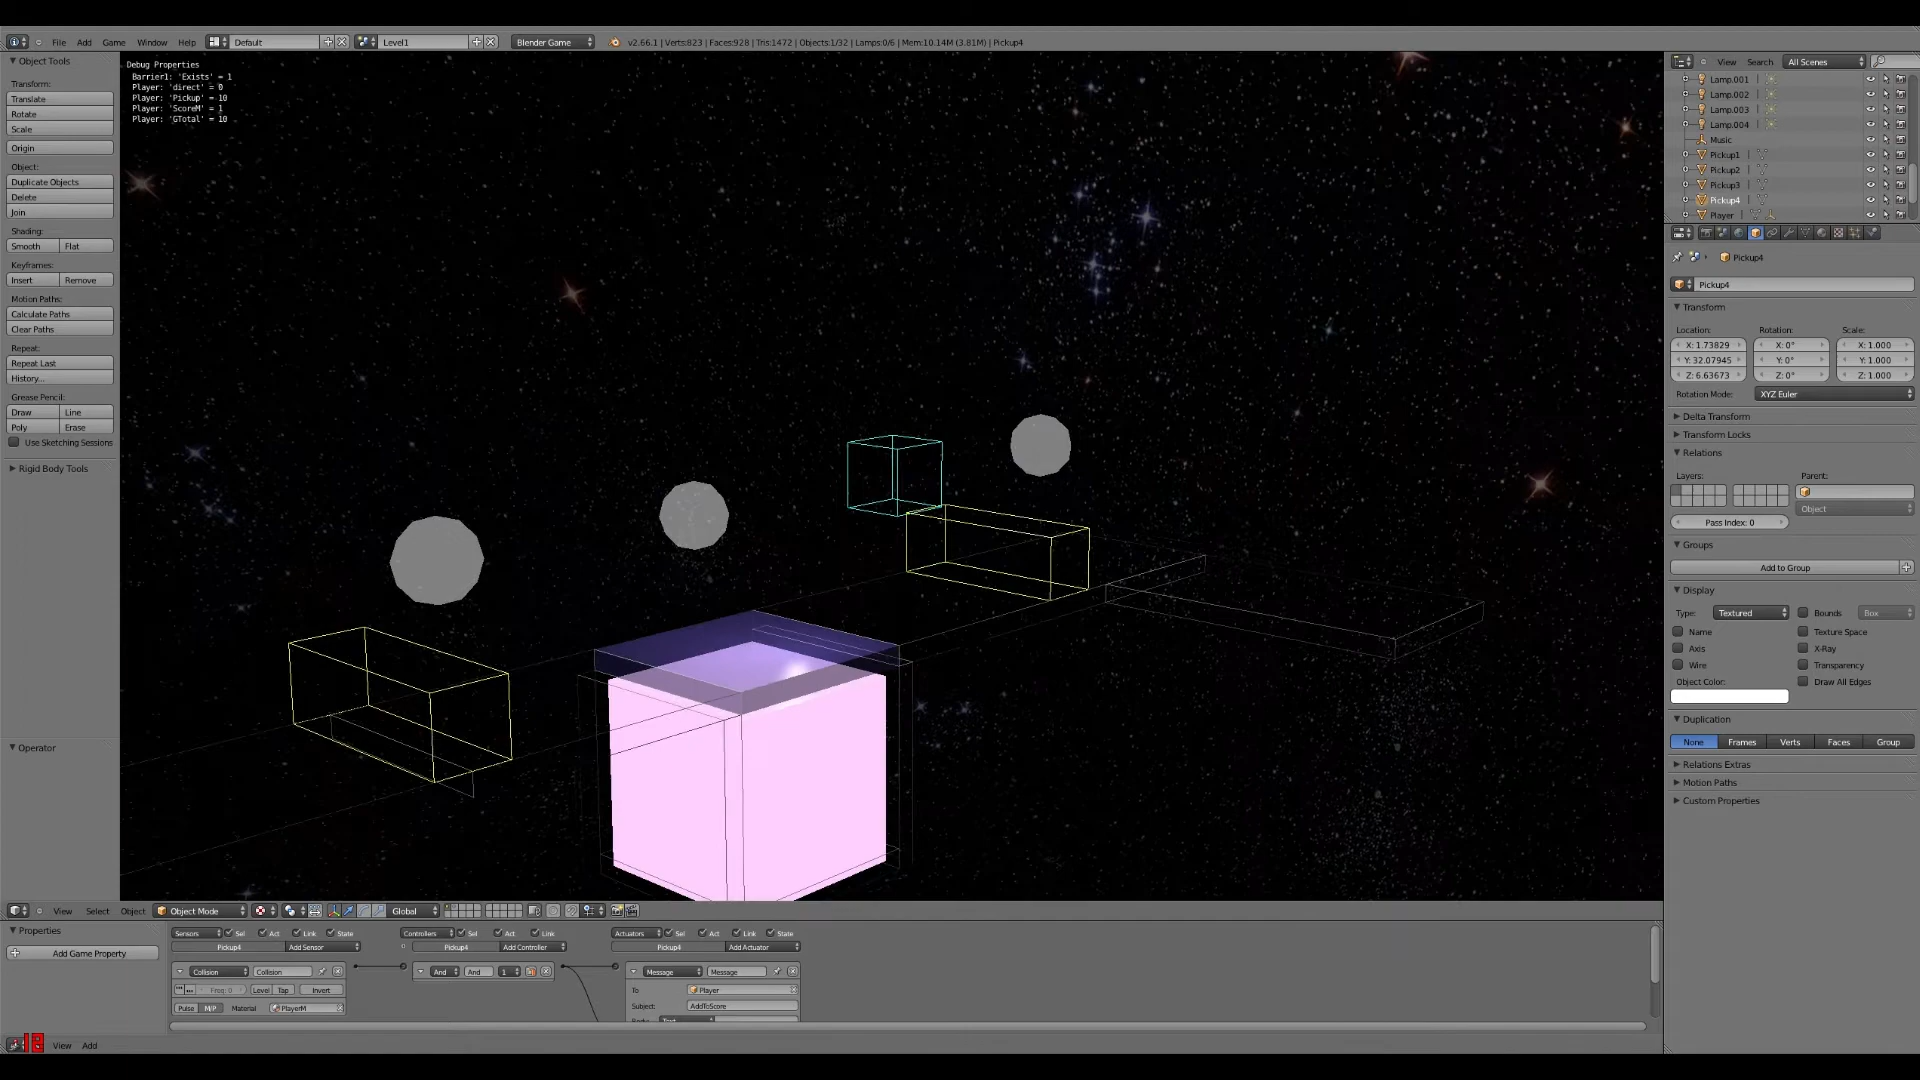 File Add Game Window Help Default Level1 Blender Game v2.66.1 | Verts:823 | Faces:928 | Tris:1472 | Objects:1/32 | Lamps:0/6 | Mem:10.14M (3.81M) | Pickup4
Object Tools
Transform:
Translate
Rotate
Scale
Origin
Object:
Duplicate Objects
Delete
Join
Shading:
Smooth Flat
Keyframes:
Insert Remove
Motion Paths:
Calculate Paths
Clear Paths
Repeat:
Repeat Last
History...
Grease Pencil:
Draw Line
Poly Erase
Use Sketching Sessions
Rigid Body Tools
Operator
Debug Properties
Barrier1: 'Exists' = 1
Player: 'direct' = 0
Player: 'Pickup' = 10
Player: 'ScoreM' = 1
Player: 'GTotal' = 10
View Search All Scenes
Lamp.001
Lamp.002
Lamp.003
Lamp.004
Music
Pickup1
Pickup2
Pickup3
Pickup4
Player
Pickup4
Pickup4
Transform
Location: Rotation: Scale:
X: 1.73829 X: 0° X: 1.000
Y: 32.07945 Y: 0° Y: 1.000
Z: 6.63673 Z: 0° Z: 1.000
Rotation Mode: XYZ Euler
Delta Transform
Transform Locks
Relations
Layers: Parent:
Object
Pass Index: 0
Groups
Add to Group
Display
Type: Textured Bounds Box
Name Texture Space
Axis X-Ray
Wire Transparency
Object Color: Draw All Edges
Duplication
None Frames Verts Faces Group
Relations Extras
Motion Paths
Custom Properties
View Select Object Object Mode Global
Properties
Add Game Property
Sensors Sel Act Link State Controllers Sel Act Link Actuators Sel Act Link State
Pickup4 Add Sensor Pickup4 Add Controller Pickup4 Add Actuator
Collision Collision And And 1 Message Message
Freq: 0 Level Tap Invert To Player
Pulse M/P Material PlayerM Subject: AddToScore
View Add